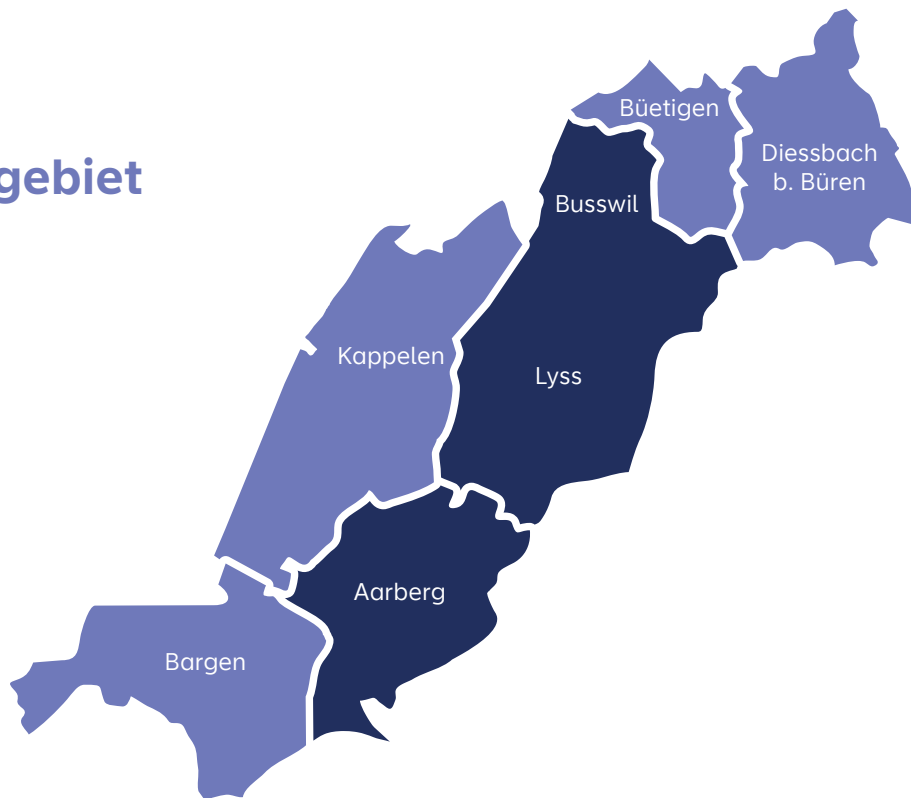 gebiet
Büetigen
Diessbach
b. Büren
Busswil
Kappelen
Lyss
Aarberg
Bargen